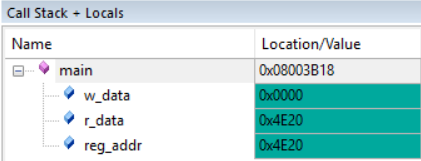 Call Stack + Locals
Name Location/Value
main 0x08003B18
w_data 0x0000
r_data 0x4E20
reg_addr 0x4E20